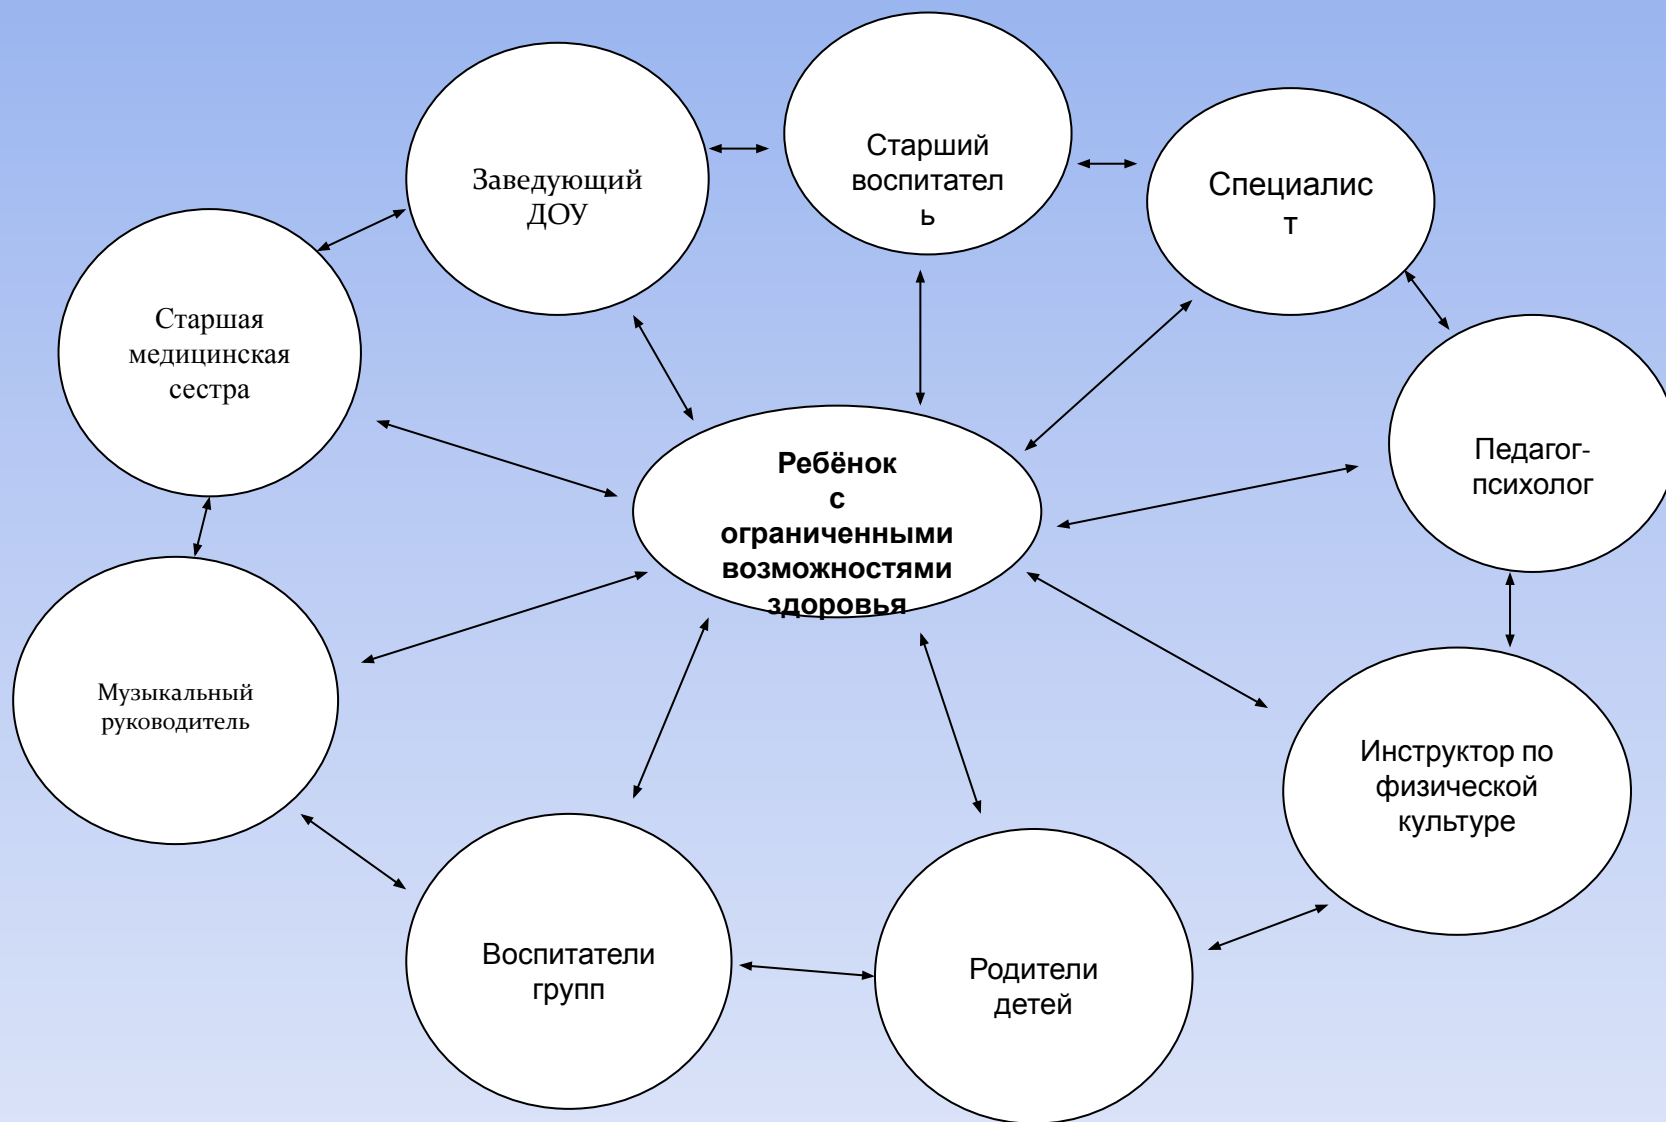 Старший
воспитател
ь
Заведующий
ДОУ
Специалис
т
Старшая
медицинская
сестра
Педагог-
психолог
Ребёнок
с
ограниченными
возможностями
здоровья
Музыкальный
руководитель
Инструктор по
физической
культуре
Воспитатели
групп
Родители
детей